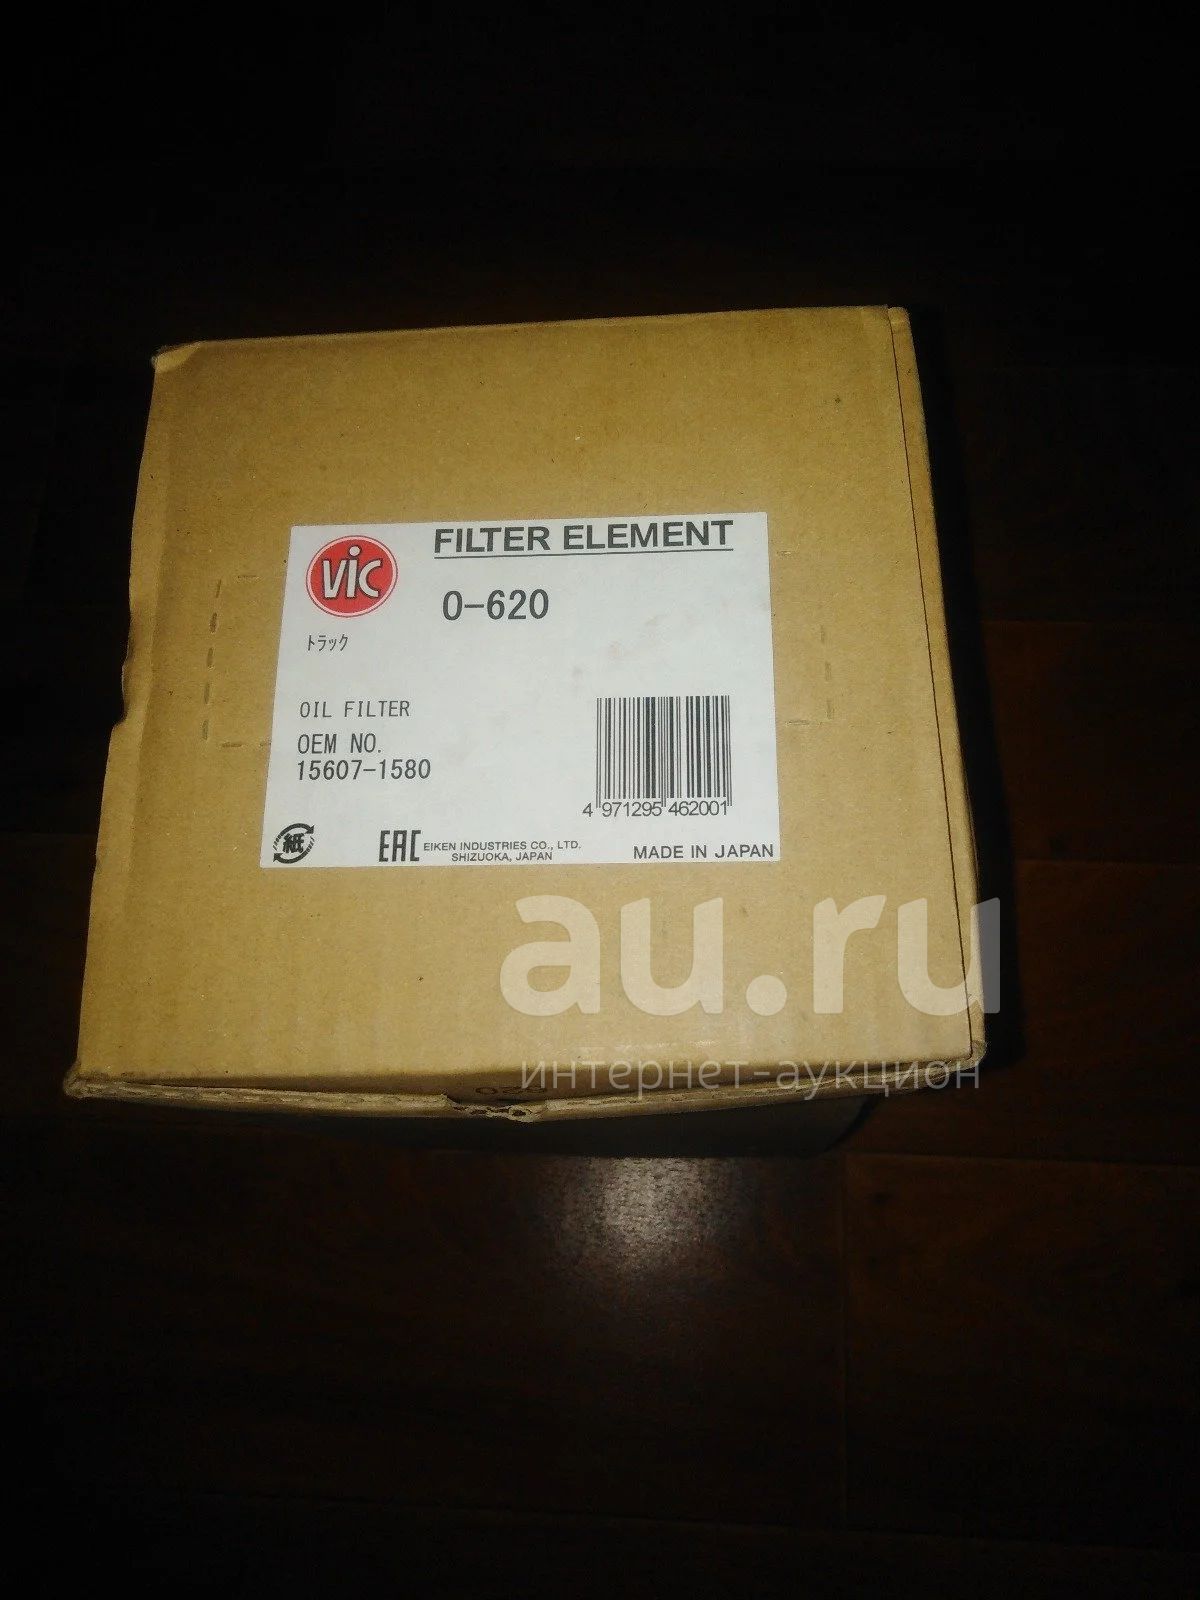 FILTER ELEMENT
ViC
O-620
トラック
OIL FILTER
OEM NO.
15607-1580
4 971295 462001
紙
EAC
EIKEN INDUSTRIES CO., LTD.
SHIZUOKA, JAPAN
MADE IN JAPAN
au.ru
интернет-аукцион